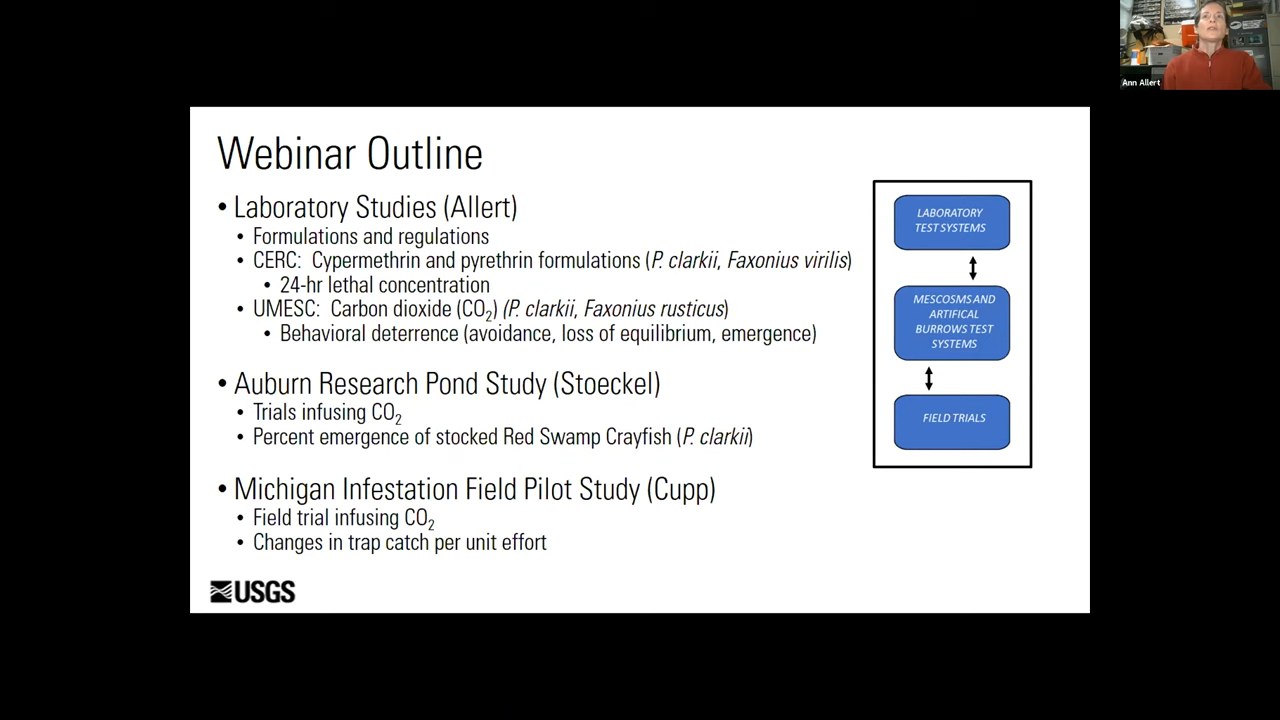 Ann Allert
Webinar Outline
• Laboratory Studies (Allert)
• Formulations and regulations
• CERC: Cypermethrin and pyrethrin formulations (P. clarkii, Faxonius virilis)
• 24-hr lethal concentration
• UMESC: Carbon dioxide (CO2) (P. clarkii, Faxonius rusticus)
• Behavioral deterrence (avoidance, loss of equilibrium, emergence)
• Auburn Research Pond Study (Stoeckel)
• Trials infusing CO2
• Percent emergence of stocked Red Swamp Crayfish (P. clarkii)
• Michigan Infestation Field Pilot Study (Cupp)
• Field trial infusing CO2
• Changes in trap catch per unit effort
LABORATORY
TEST SYSTEMS
MESCOSMS AND
ARTIFICAL
BURROWS TEST
SYSTEMS
FIELD TRIALS
USGS